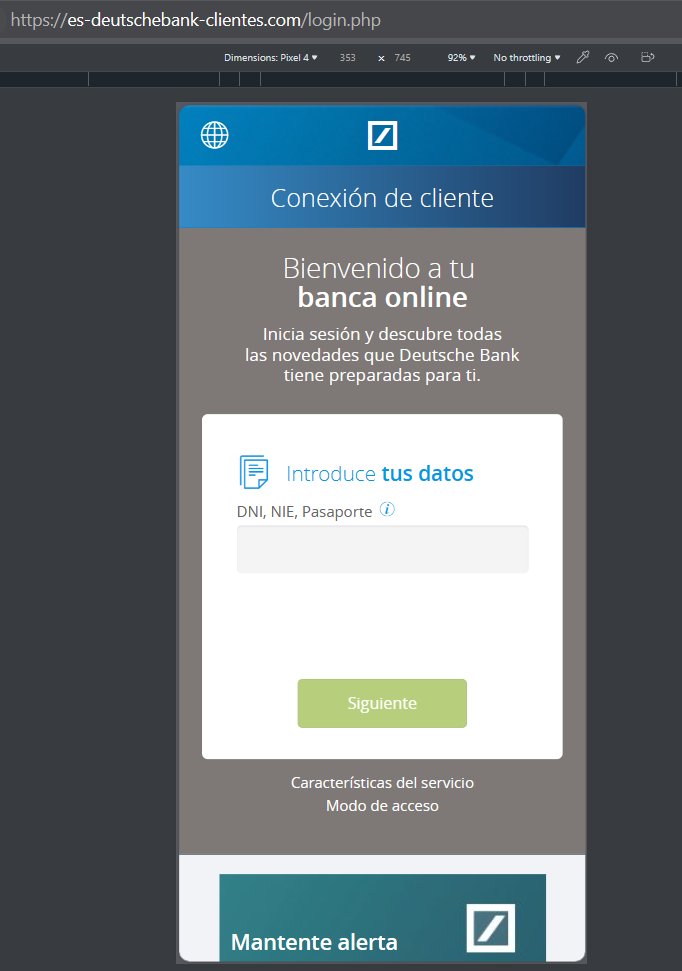 https://es-deutschebank-clientes.com/login.php
Dimensions: Pixel 4 ▾ 353 x 745 92% ▾ No throttling ▾
Conexión de cliente
Bienvenido a tu
banca online
Inicia sesión y descubre todas
las novedades que Deutsche Bank
tiene preparadas para ti.
Introduce tus datos
DNI, NIE, Pasaporte i
Siguiente
Características del servicio
Modo de acceso
Mantente alerta